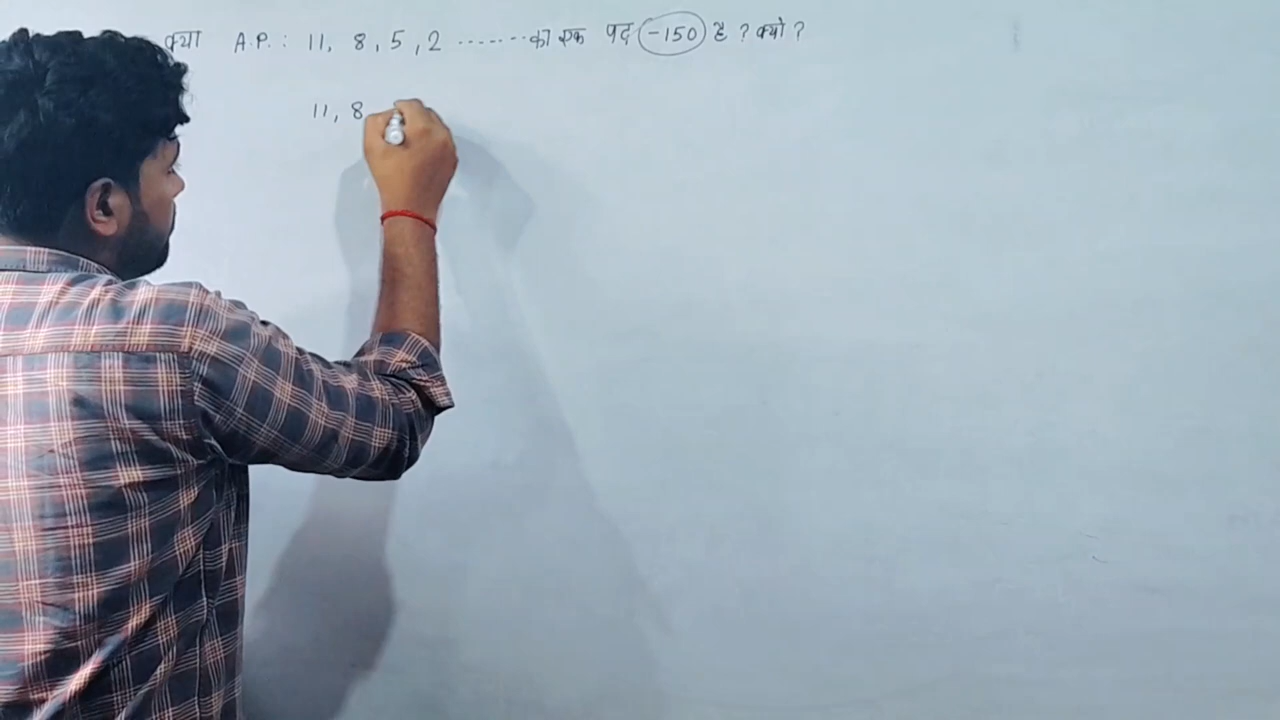 क्या A.P.: 11, 8, 5, 2 ........ का एक पद -150 है ? क्यो ?
11, 8